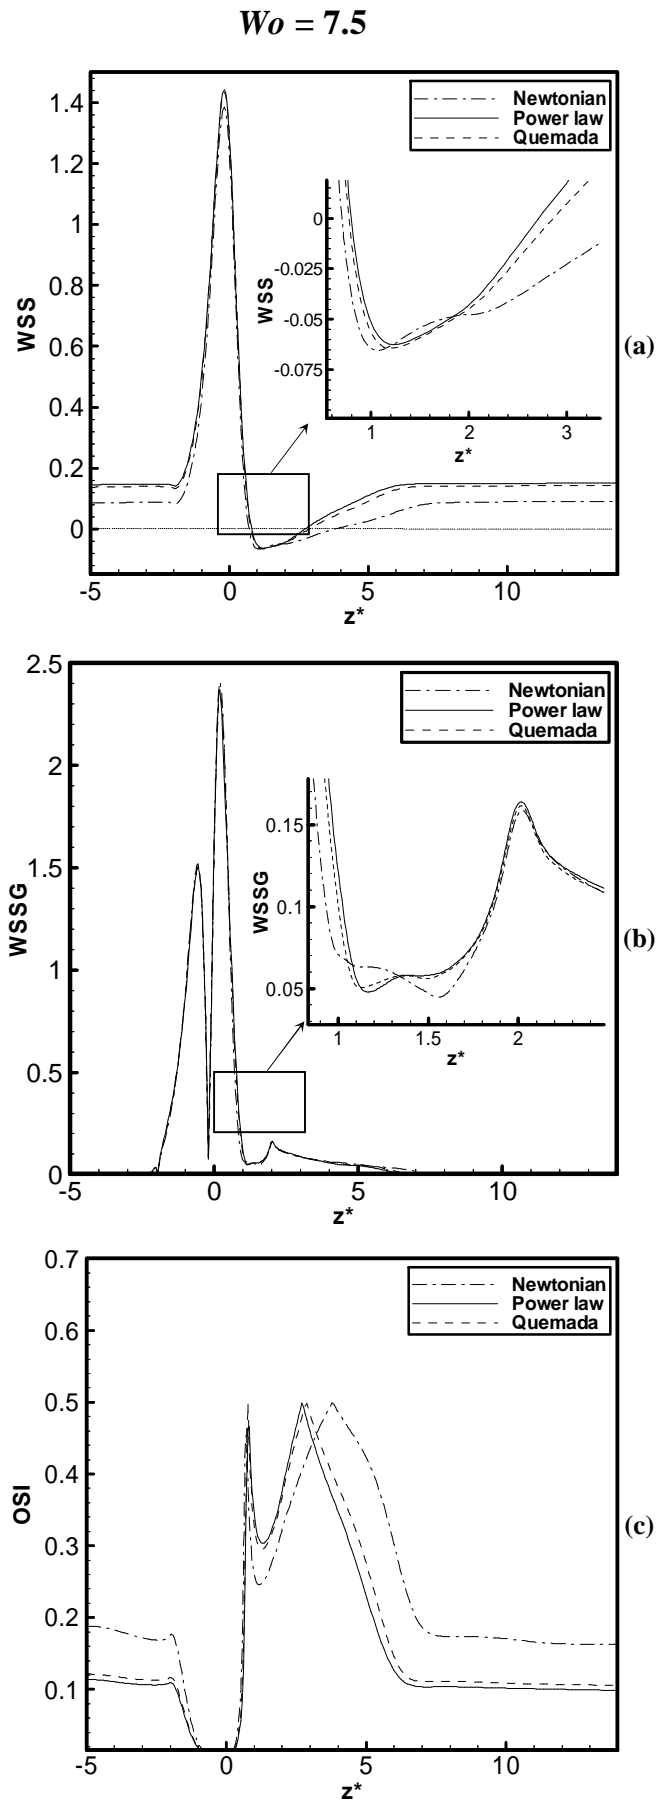 Wo = 7.5
Newtonian
Power law
Quemada
1.4
1.2
1
0.8
0.6
0.4
0.2
0
WSS
-5
0
5
10
z*
0
-0.025
-0.05
-0.075
WSS
1
2
3
z*
(a)
2.5
2
1.5
1
0.5
0
WSSG
-5
0
5
10
z*
Newtonian
Power law
Quemada
0.15
0.1
0.05
WSSG
1
1.5
2
z*
(b)
0.7
0.6
0.5
0.4
0.3
0.2
0.1
OSI
-5
0
5
10
z*
Newtonian
Power law
Quemada
(c)